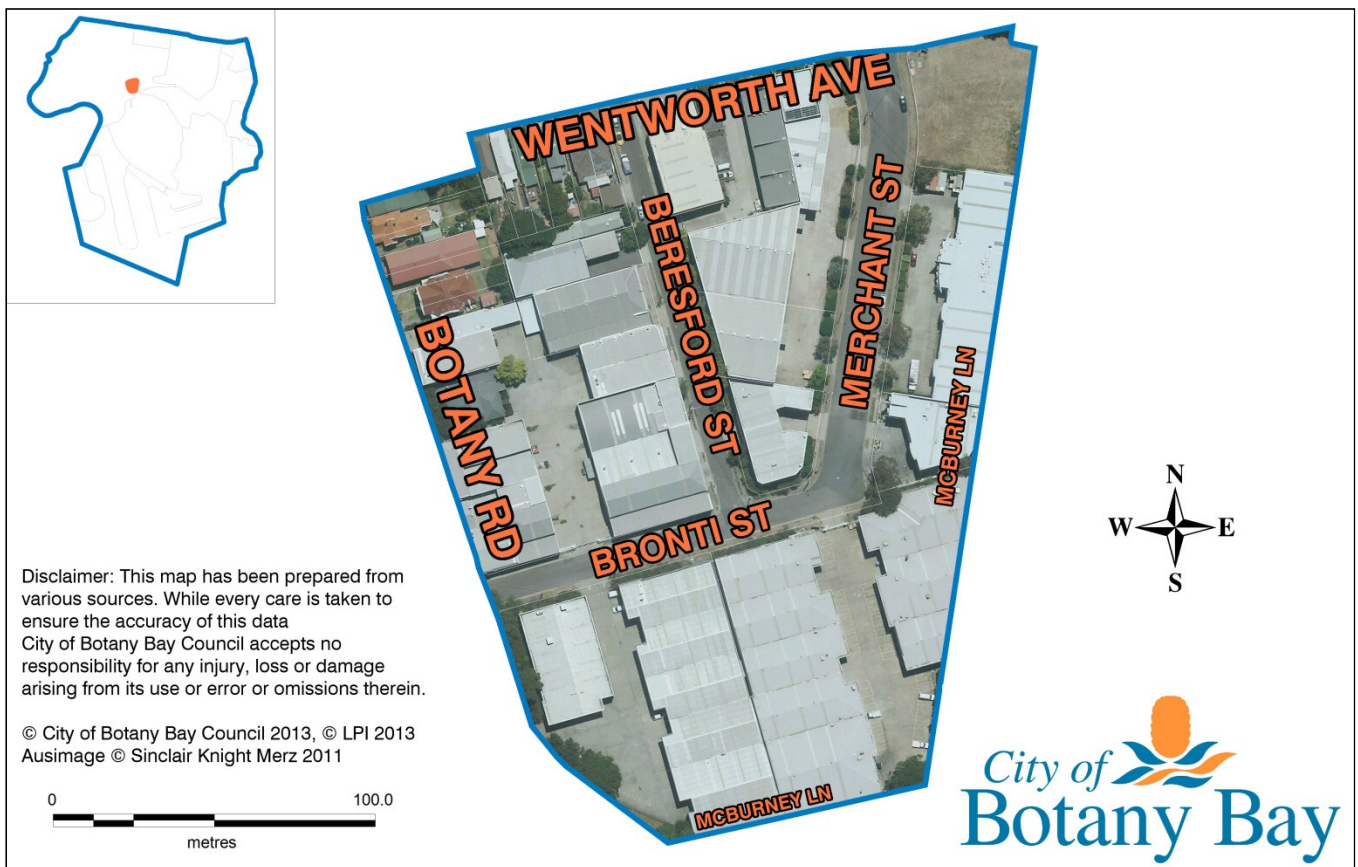 WENTWORTH AVE
BERESFORD ST
MERCHANT ST
BOTANY RD
MCBURNEY LN
BRONTI ST
N
W E
S
Disclaimer: This map has been prepared from
various sources. While every care is taken to
ensure the accuracy of this data
City of Botany Bay Council accepts no
responsibility for any injury, loss or damage
arising from its use or error or omissions therein.
© City of Botany Bay Council 2013, © LPI 2013
Ausimage © Sinclair Knight Merz 2011
0 100.0
metres
MCBURNEY LN
City of
Botany Bay